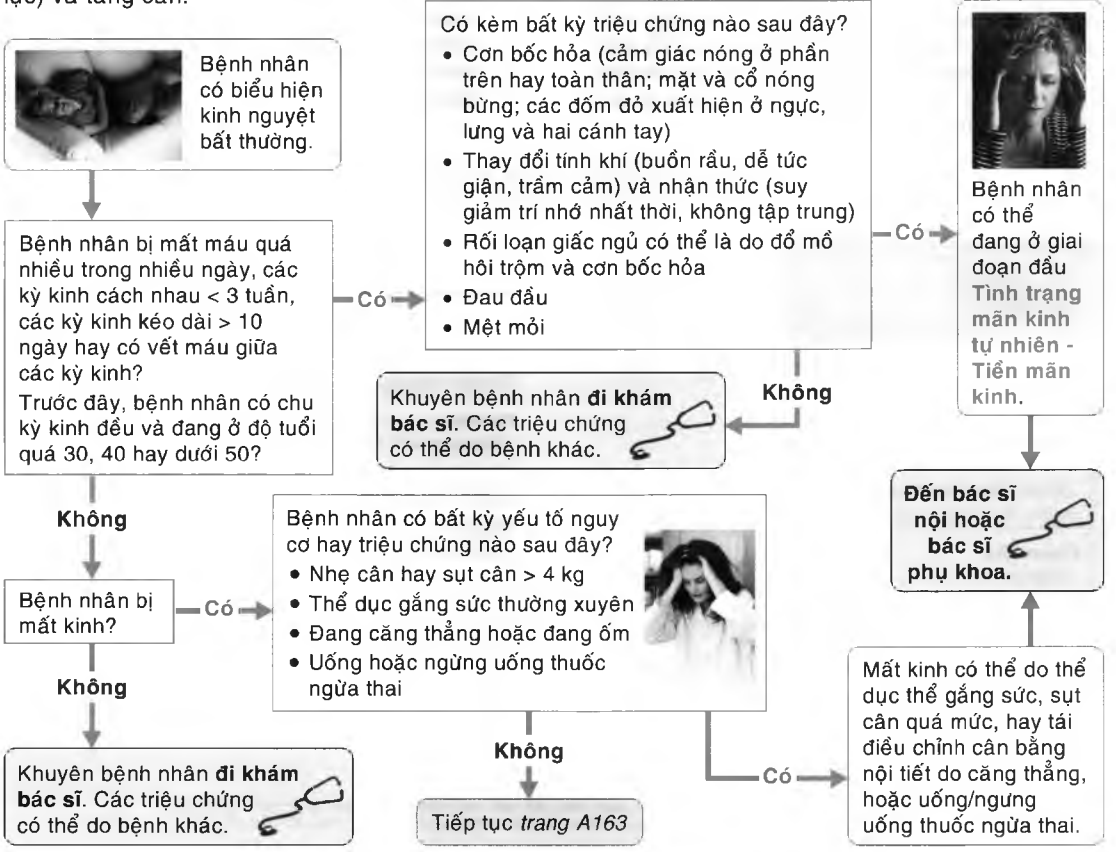 và tăng cân.
Bệnh nhân
có biểu hiện
kinh nguyệt
bất thường.
Bệnh nhân bị mất máu quá
nhiều trong nhiều ngày, các
kỳ kinh cách nhau < 3 tuần,
các kỳ kinh kéo dài > 10
ngày hay có vết máu giữa
các kỳ kinh?
Trước đây, bệnh nhân có chu
kỳ kinh đều và đang ở độ tuổi
quá 30, 40 hay dưới 50?
Có
Có kèm bất kỳ triệu chứng nào sau đây?
• Cơn bốc hỏa (cảm giác nóng ở phần
trên hay toàn thân; mặt và cổ nóng
bừng; các đốm đỏ xuất hiện ở ngực,
lưng và hai cánh tay)
• Thay đổi tính khí (buồn rầu, dễ tức
giận, trầm cảm) và nhận thức (suy
giảm trí nhớ nhất thời, không tập trung)
• Rối loạn giấc ngủ có thể là do đổ mồ
hôi trộm và cơn bốc hỏa
• Đau đầu
• Mệt mỏi
Có
Bệnh nhân
có thể
đang ở giai
đoạn đầu
Tình trạng
mãn kinh
tự nhiên -
Tiền mãn
kinh.
Không
Khuyên bệnh nhân đi khám
bác sĩ. Các triệu chứng
có thể do bệnh khác.
Đến bác sĩ
nội hoặc
bác sĩ
phụ khoa.
Không
Bệnh nhân bị
mất kinh?
Có
Bệnh nhân có bất kỳ yếu tố nguy
cơ hay triệu chứng nào sau đây?
• Nhẹ cân hay sụt cân > 4 kg
• Thể dục gắng sức thường xuyên
• Đang căng thẳng hoặc đang ốm
• Uống hoặc ngừng uống thuốc
ngừa thai
Có
Mất kinh có thể do thể
dục thể gắng sức, sụt
cân quá mức, hay tái
điều chỉnh cân bằng
nội tiết do căng thẳng,
hoặc uống/ngưng
uống thuốc ngừa thai.
Không
Khuyên bệnh nhân đi khám
bác sĩ. Các triệu chứng
có thể do bệnh khác.
Không
Tiếp tục trang A163